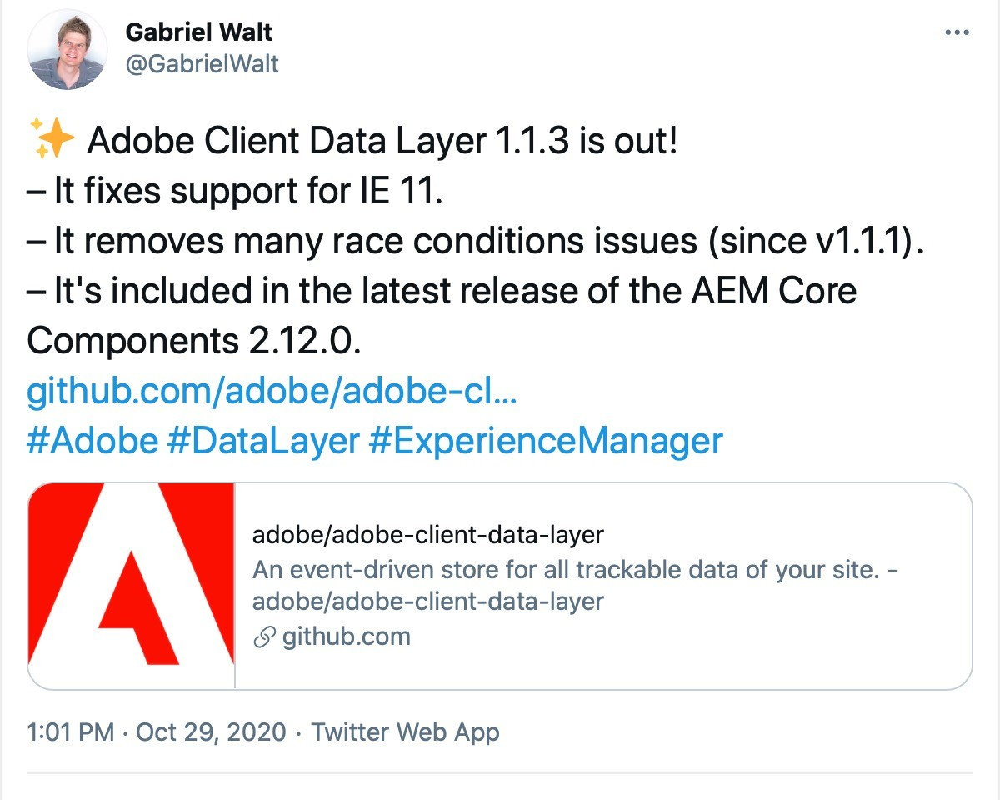 Gabriel Walt
@GabrielWalt
✨ Adobe Client Data Layer 1.1.3 is out!
– It fixes support for IE 11.
– It removes many race conditions issues (since v1.1.1).
– It's included in the latest release of the AEM Core
Components 2.12.0.
github.com/adobe/adobe-cl...
#Adobe #DataLayer #ExperienceManager
adobe/adobe-client-data-layer
An event-driven store for all trackable data of your site. -
adobe/adobe-client-data-layer
github.com
1:01 PM · Oct 29, 2020 · Twitter Web App